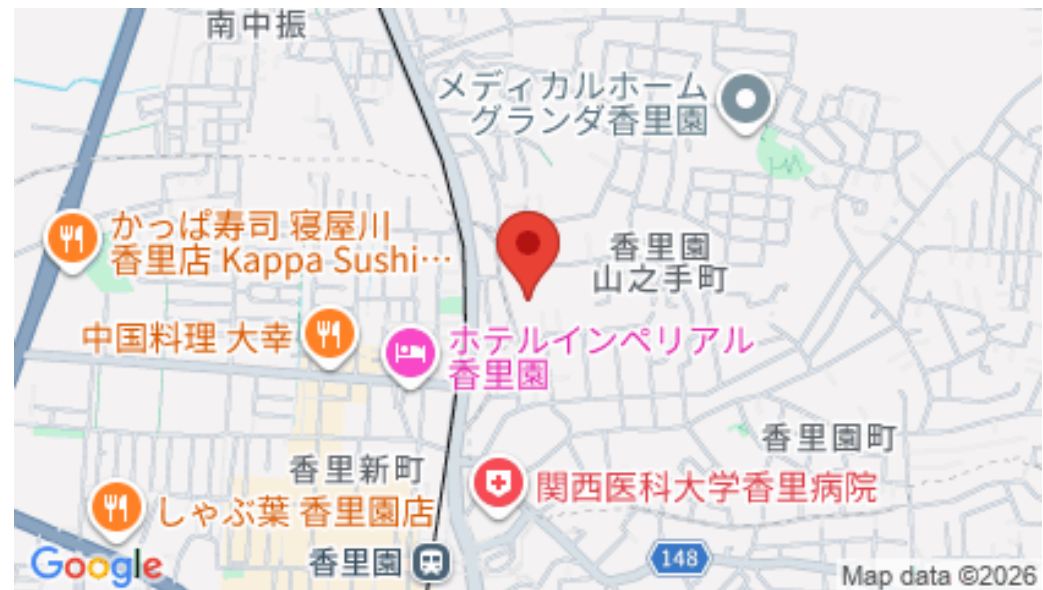 南中振
メディカルホーム
グランダ香里園
かっぱ寿司 寝屋川
香里店 Kappa Sushi…
香里園
山之手町
中国料理 大幸
ホテルインペリアル
香里園
香里園町
香里新町
関西医科大学香里病院
しゃぶ葉 香里園店
香里園
148
Google
Map data ©2026